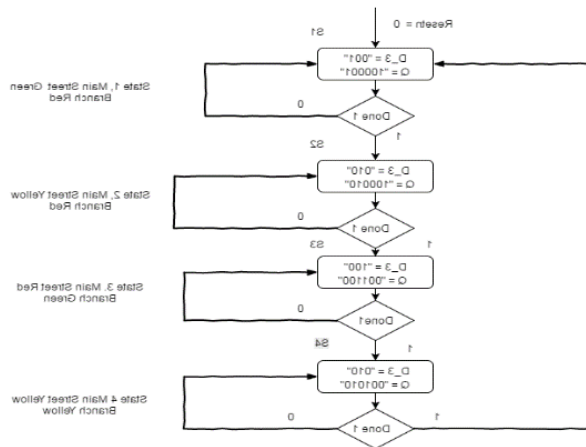 Resetn = 0
S1
D_3 = "001"
Q = "100001"
State 1, Main Street Green
Branch Red
0
Done 1
1
S2
D_3 = "010"
Q = "100010"
State, 2, Main Street Yellow
Branch Red
0
Done 1
1
S3
D_3 = "100"
Q = "001100"
State, 3. Main Street Red
Branch Green
0
Done1
1
S4
D_3 = "010"
Q = "001010"
State 4 Main Street Yellow
Branch Yellow
0
Done 1
1